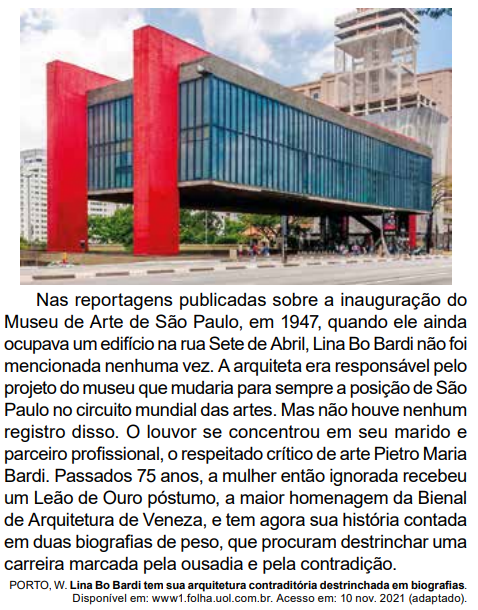 Nas reportagens publicadas sobre a inauguração do
Museu de Arte de São Paulo, em 1947, quando ele ainda
ocupava um edifício na rua Sete de Abril, Lina Bo Bardi não foi
mencionada nenhuma vez. A arquiteta era responsável pelo
projeto do museu que mudaria para sempre a posição de São
Paulo no circuito mundial das artes. Mas não houve nenhum
registro disso. O louvor se concentrou em seu marido e
parceiro profissional, o respeitado crítico de arte Pietro Maria
Bardi. Passados 75 anos, a mulher então ignorada recebeu
um Leão de Ouro póstumo, a maior homenagem da Bienal
de Arquitetura de Veneza, e tem agora sua história contada
em duas biografias de peso, que procuram destrinchar uma
carreira marcada pela ousadia e pela contradição.
PORTO, W. Lina Bo Bardi tem sua arquitetura contraditória destrinchada em biografias.
Disponível em: www1.folha.uol.com.br. Acesso em: 10 nov. 2021 (adaptado).